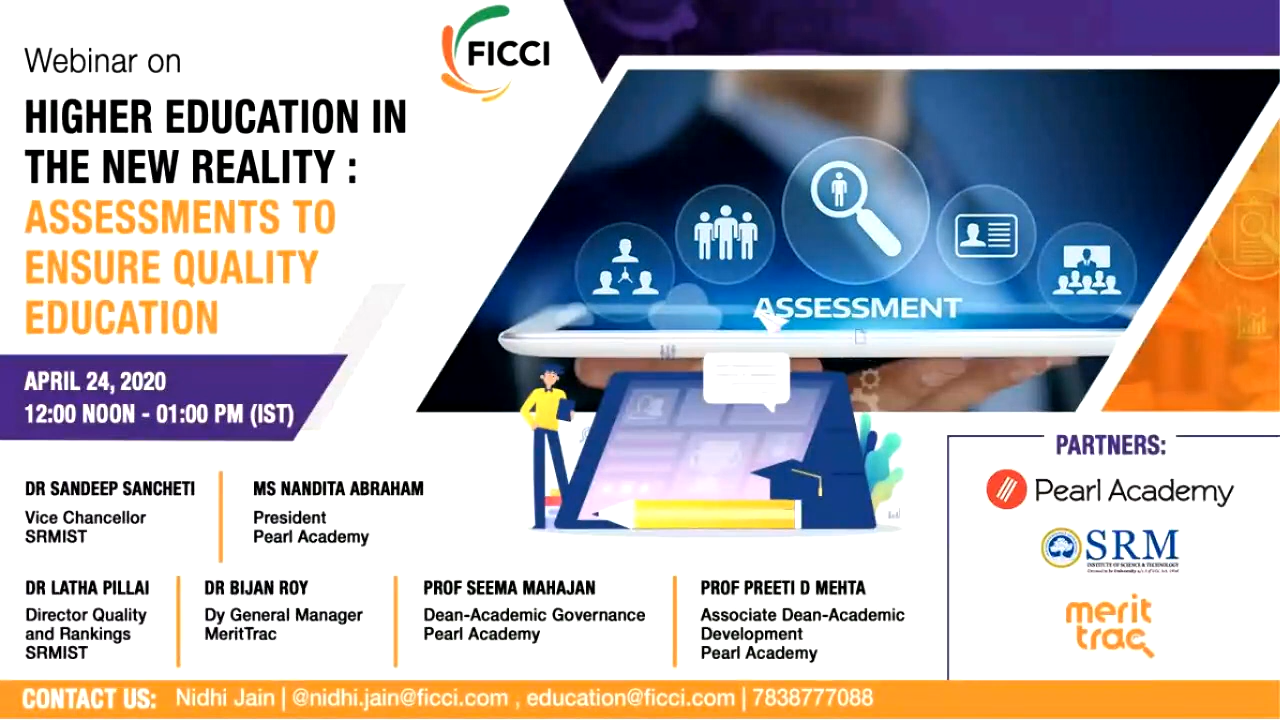 Webinar on
HIGHER EDUCATION IN
THE NEW REALITY :
ASSESSMENTS TO
ENSURE QUALITY
EDUCATION
APRIL 24, 2020
12:00 NOON - 01:00 PM (IST)
FICCI
ASSESSMENT
DR SANDEEP SANCHETI
Vice Chancellor
SRMIST
MS NANDITA ABRAHAM
President
Pearl Academy
DR LATHA PILLAI
Director Quality
and Rankings
SRMIST
DR BIJAN ROY
Dy General Manager
MeritTrac
PROF SEEMA MAHAJAN
Dean-Academic Governance
Pearl Academy
PROF PREETI D MEHTA
Associate Dean-Academic
Development
Pearl Academy
PARTNERS:
Pearl Academy
SRM
INSTITUTE OF SCIENCE & TECHNOLOGY
merit
trac
CONTACT US: Nidhi Jain | @nidhi.jain@ficci.com , education@ficci.com | 7838777088